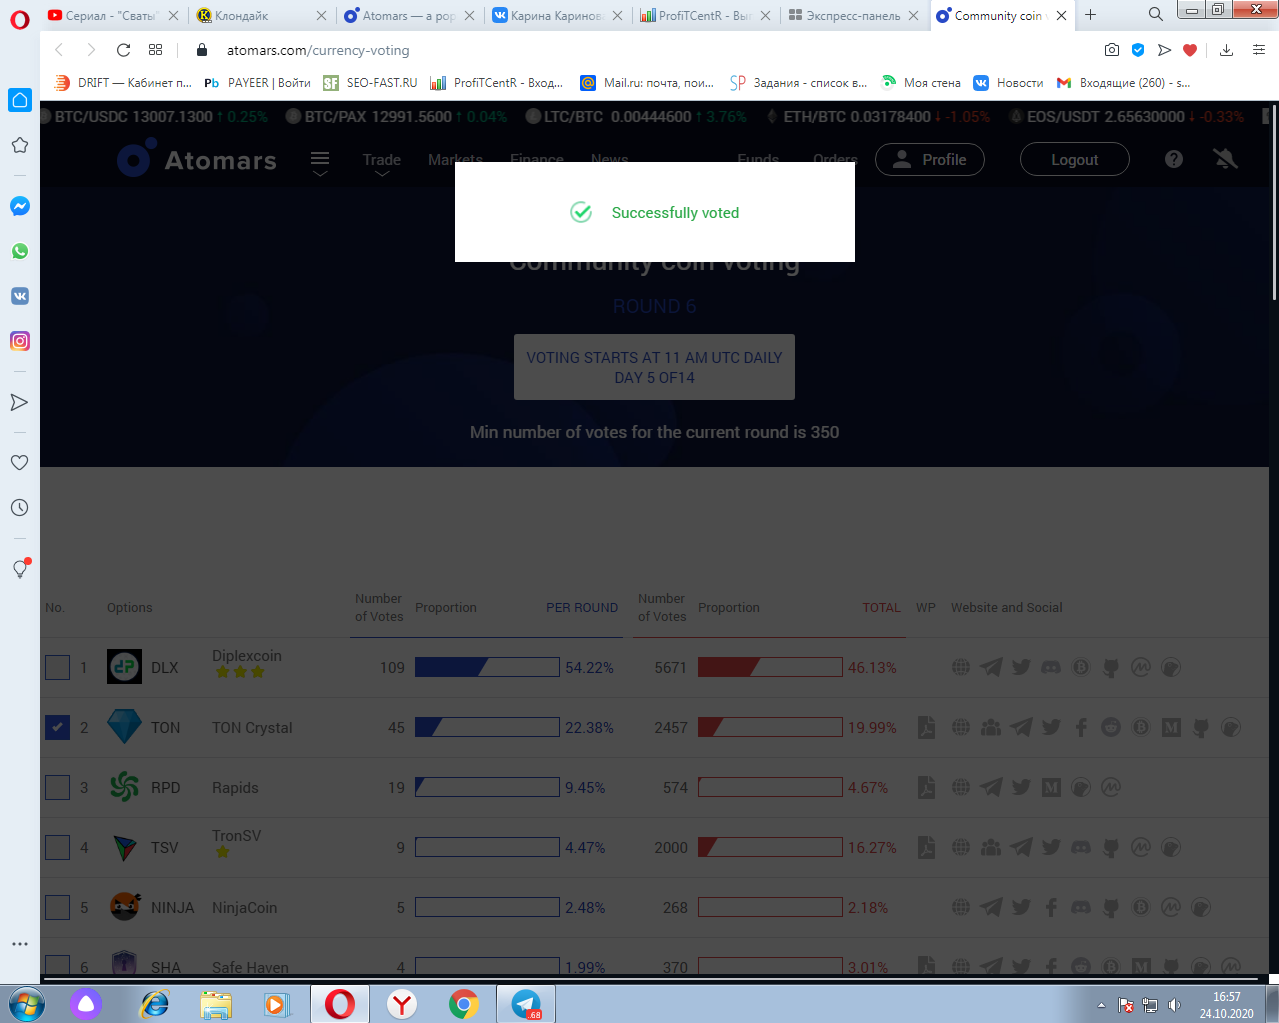 Сериал - "Сваты"
Клондайк
Atomars — a pop
Карина Каринова
ProfiTCentR - Вып
Экспресс-панель
Community coin v
atomars.com/currency-voting
DRIFT — Кабинет п...
Pb PAYEER | Войти
SF SEO-FAST.RU
ProfiTCentR - Вход...
Mail.ru: почта, пои...
SP Задания - список в...
Моя стена
Новости
Входящие (260) - s...
BTC/USDC 13007.1300 ↑ 0.25%
BTC/PAX 12991.5600 ↑ 0.04%
LTC/BTC 0.00444600 ↑ 3.76%
ETH/BTC 0.03178400 ↓ -1.05%
EOS/USDT 2.65630000 ↓ -0.33%
Atomars
Trade
Markets
Finance
News
Funds
Orders
Profile
Logout
Successfully voted
Community coin voting
ROUND 6
VOTING STARTS AT 11 AM UTC DAILY
DAY 5 OF14
Min number of votes for the current round is 350
No. Options Number of Votes Proportion PER ROUND Number of Votes Proportion TOTAL WP Website and Social
1 DLX Diplexcoin 109 54.22% 5671 46.13%
2 TON TON Crystal 45 22.38% 2457 19.99%
3 RPD Rapids 19 9.45% 574 4.67%
4 TSV TronSV 9 4.47% 2000 16.27%
5 NINJA NinjaCoin 5 2.48% 268 2.18%
6 SHA Safe Haven 4 1.99% 370 3.01%
.68
16:57
24.10.2020